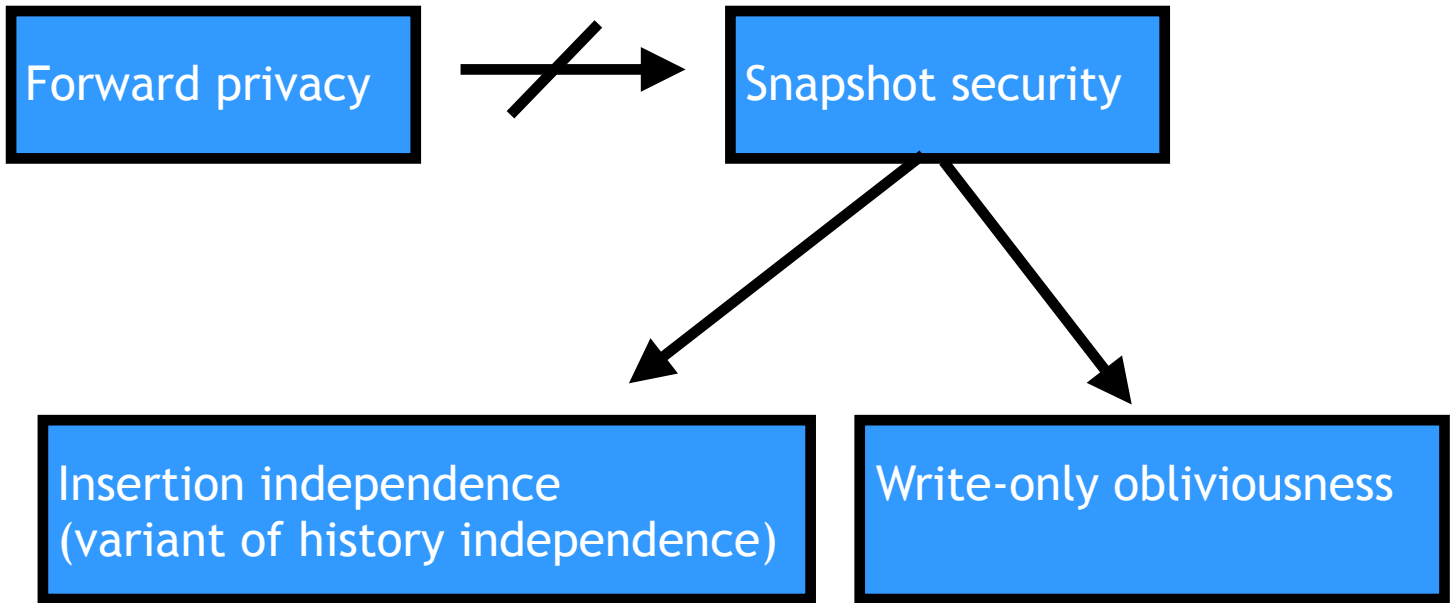 Forward privacy
Snapshot security
Insertion independence
(variant of history independence)
Write-only obliviousness